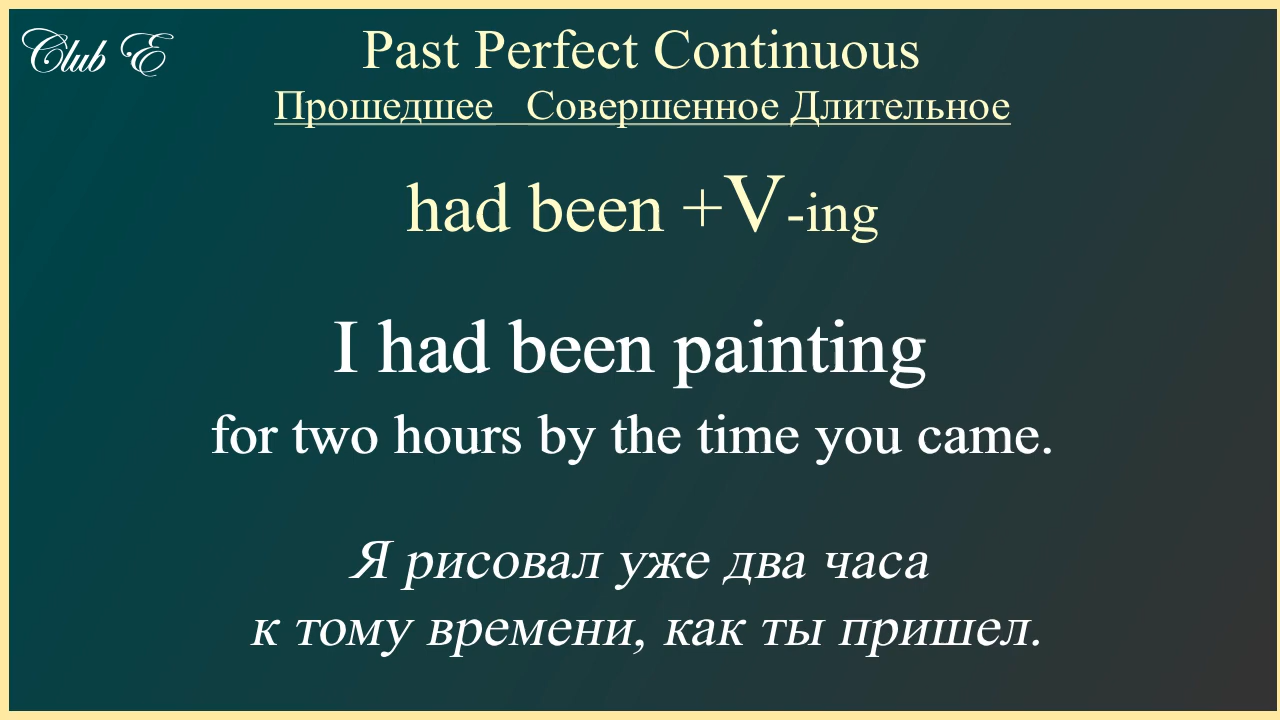 Club E
Past Perfect Continuous
Прошедшее Совершенное Длительное
had been +V-ing
I had been painting
for two hours by the time you came.
Я рисовал уже два часа
к тому времени, как ты пришел.